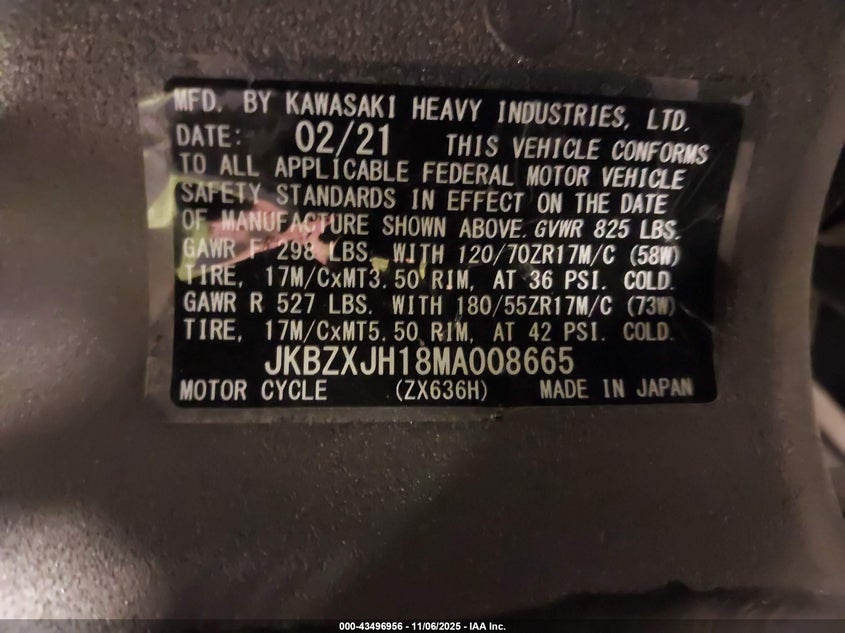 MFD. BY KAWASAKI HEAVY INDUSTRIES, LTD.
DATE: 02/21 THIS VEHICLE CONFORMS
TO ALL APPLICABLE FEDERAL MOTOR VEHICLE
SAFETY STANDARDS IN EFFECT ON THE DATE
OF MANUFACTURE SHOWN ABOVE. GVWR 825 LBS.
GAWR F 298 LBS. WITH 120/70ZR17M/C (58W)
TIRE, 17M/CxMT3.50 RIM, AT 36 PSI. COLD.
GAWR R 527 LBS. WITH 180/55ZR17M/C (73W)
TIRE, 17M/CxMT5.50 RIM, AT 42 PSI. COLD.
JKBZXJH18MA008665
MOTOR CYCLE (ZX636H) MADE IN JAPAN
000-43496956 - 11/06/2025 - IAA Inc.